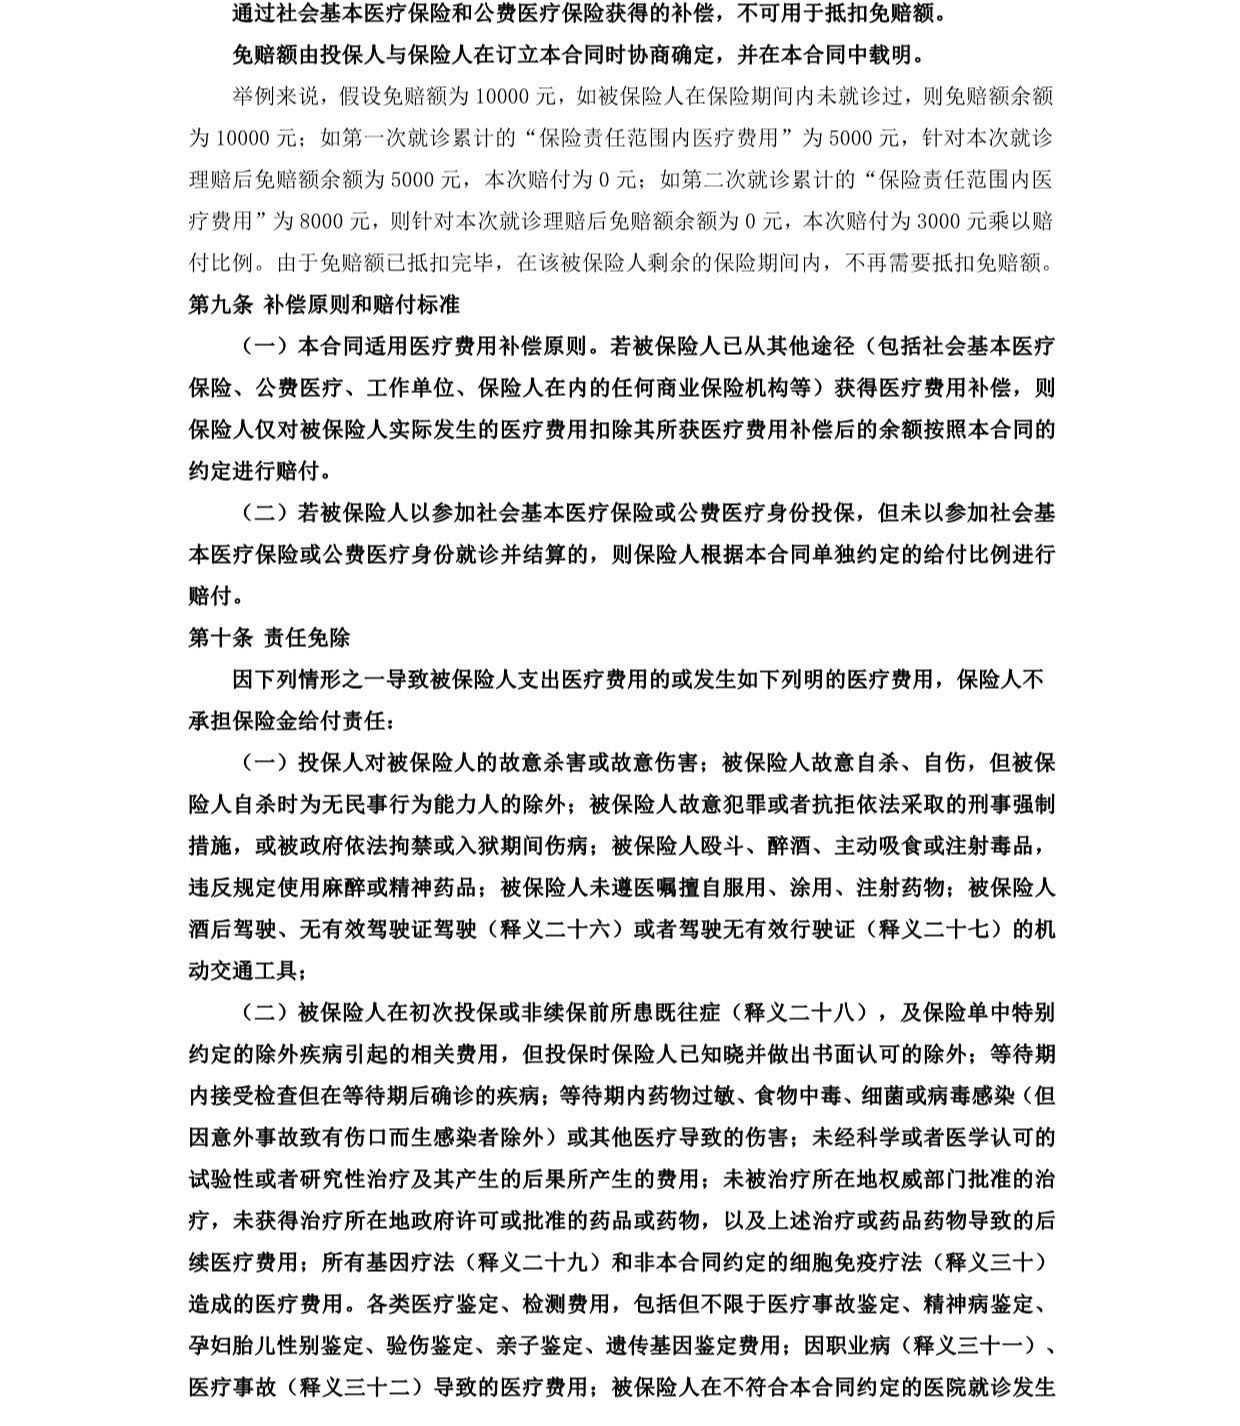 通过社会基本医疗保险和公费医疗保险获得的补偿，不可用于抵扣免赔额。
免赔额由投保人与保险人在订立本合同时协商确定，并在本合同中载明。
举例来说，假设免赔额为 10000 元，如被保险人在保险期间内未就诊过，则免赔额余额
为 10000 元；如第一次就诊累计的“保险责任范围内医疗费用”为 5000 元，针对本次就诊
理赔后免赔额余额为 5000 元，本次赔付为 0 元；如第二次就诊累计的“保险责任范围内医
疗费用”为 8000 元，则针对本次就诊理赔后免赔额余额为 0 元，本次赔付为 3000 元乘以赔
付比例。由于免赔额已抵扣完毕，在该被保险人剩余的保险期间内，不再需要抵扣免赔额。
第九条 补偿原则和赔付标准
（一）本合同适用医疗费用补偿原则。若被保险人已从其他途径（包括社会基本医疗
保险、公费医疗、工作单位、保险人在内的任何商业保险机构等）获得医疗费用补偿，则
保险人仅对被保险人实际发生的医疗费用扣除其所获医疗费用补偿后的余额按照本合同的
约定进行赔付。
（二）若被保险人以参加社会基本医疗保险或公费医疗身份投保，但未以参加社会基
本医疗保险或公费医疗身份就诊并结算的，则保险人根据本合同单独约定的给付比例进行
赔付。
第十条 责任免除
因下列情形之一导致被保险人支出医疗费用的或发生如下列明的医疗费用，保险人不
承担保险金给付责任：
（一）投保人对被保险人的故意杀害或故意伤害；被保险人故意自杀、自伤，但被保
险人自杀时为无民事行为能力人的除外；被保险人故意犯罪或者抗拒依法采取的刑事强制
措施，或被政府依法拘禁或入狱期间伤病；被保险人殴斗、醉酒、主动吸食或注射毒品，
违反规定使用麻醉或精神药品；被保险人未遵医嘱擅自服用、涂用、注射药物；被保险人
酒后驾驶、无有效驾驶证驾驶（释义二十六）或者驾驶无有效行驶证（释义二十七）的机
动交通工具；
（二）被保险人在初次投保或非续保前所患既往症（释义二十八），及保险单中特别
约定的除外疾病引起的相关费用，但投保时保险人已知晓并做出书面认可的除外；等待期
内接受检查但在等待期后确诊的疾病；等待期内药物过敏、食物中毒、细菌或病毒感染（但
因意外事故致有伤口而生感染者除外）或其他医疗导致的伤害；未经科学或者医学认可的
试验性或者研究性治疗及其产生的后果所产生的费用；未被治疗所在地权威部门批准的治
疗，未获得治疗所在地政府许可或批准的药品或药物，以及上述治疗或药品药物导致的后
续医疗费用；所有基因疗法（释义二十九）和非本合同约定的细胞免疫疗法（释义三十）
造成的医疗费用。各类医疗鉴定、检测费用，包括但不限于医疗事故鉴定、精神病鉴定、
孕妇胎儿性别鉴定、验伤鉴定、亲子鉴定、遗传基因鉴定费用；因职业病（释义三十一）、
医疗事故（释义三十二）导致的医疗费用；被保险人在不符合本合同约定的医院就诊发生